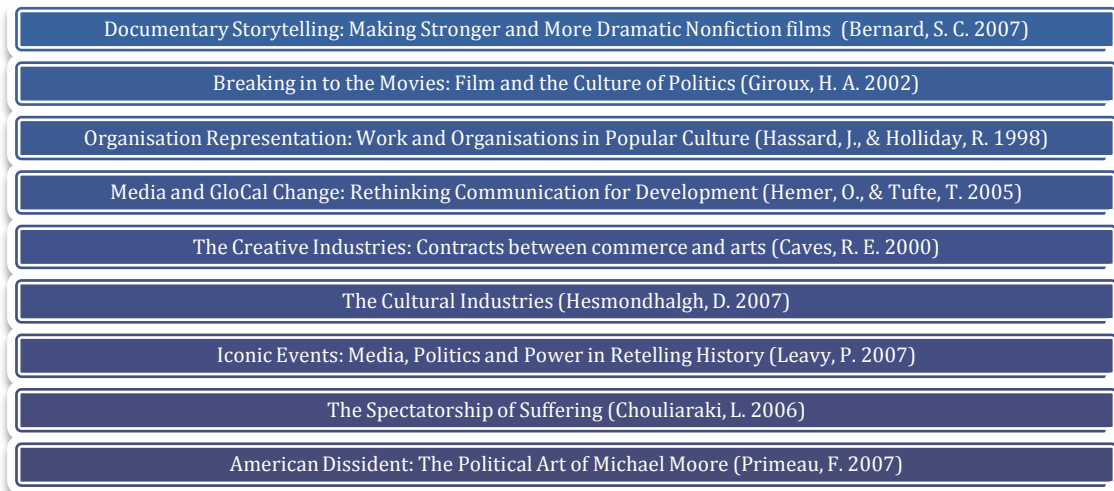 Documentary Storytelling: Making Stronger and More Dramatic Nonfiction films (Bernard, S. C. 2007)
Breaking in to the Movies: Film and the Culture of Politics (Giroux, H. A. 2002)
Organisation Representation: Work and Organisations in Popular Culture (Hassard, J., & Holliday, R. 1998)
Media and GloCal Change: Rethinking Communication for Development (Hemer, O., & Tufte, T. 2005)
The Creative Industries: Contracts between commerce and arts (Caves, R. E. 2000)
The Cultural Industries (Hesmondhalgh, D. 2007)
Iconic Events: Media, Politics and Power in Retelling History (Leavy, P. 2007)
The Spectatorship of Suffering (Chouliaraki, L. 2006)
American Dissident: The Political Art of Michael Moore (Primeau, F. 2007)